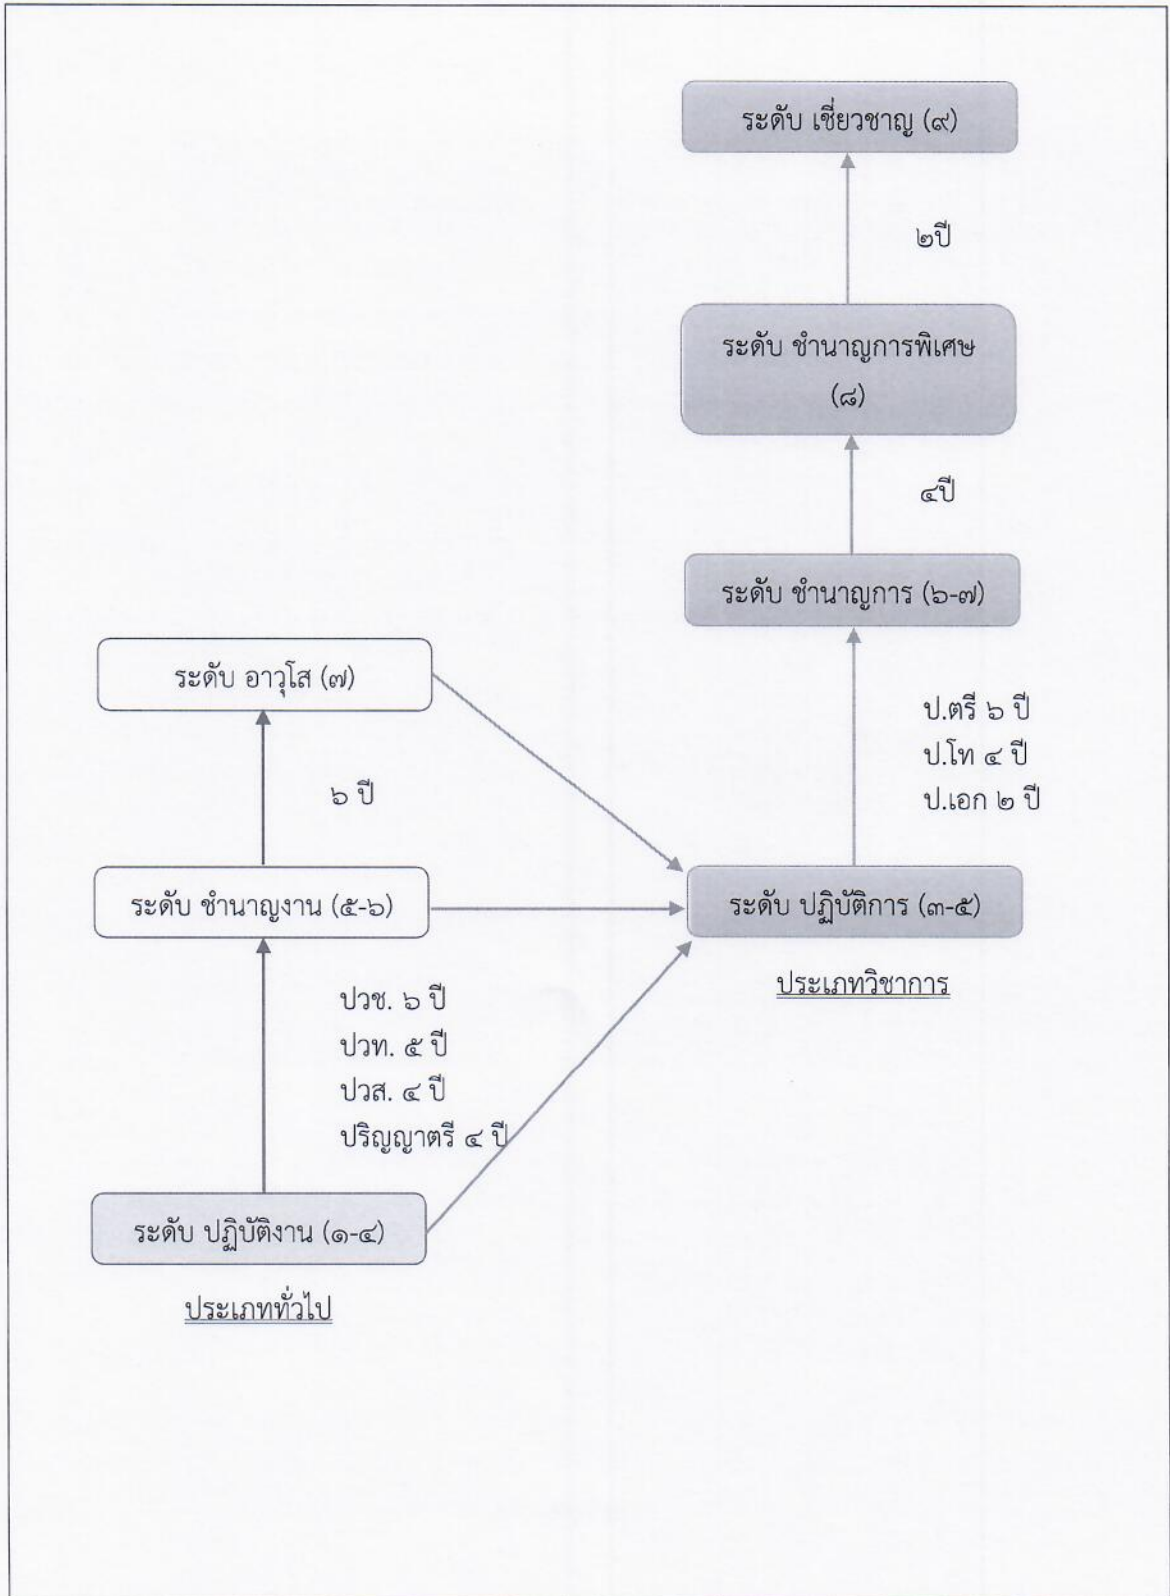 ระดับ เชี่ยวชาญ (๙)
๒ปี
ระดับ ชำนาญการพิเศษ
(๘)
๔ปี
ระดับ ชำนาญการ (๖-๗)
ระดับ อาวุโส (๗)
ป.ตรี ๖ ปี
ป.โท ๔ ปี
ป.เอก ๒ ปี
๖ ปี
ระดับ ชำนาญงาน (๕-๖)
ระดับ ปฏิบัติการ (๓-๕)
ประเภทวิชาการ
ปวช. ๖ ปี
ปวท. ๕ ปี
ปวส. ๔ ปี
ปริญญาตรี ๔ ปี
ระดับ ปฏิบัติงาน (๑-๔)
ประเภททั่วไป